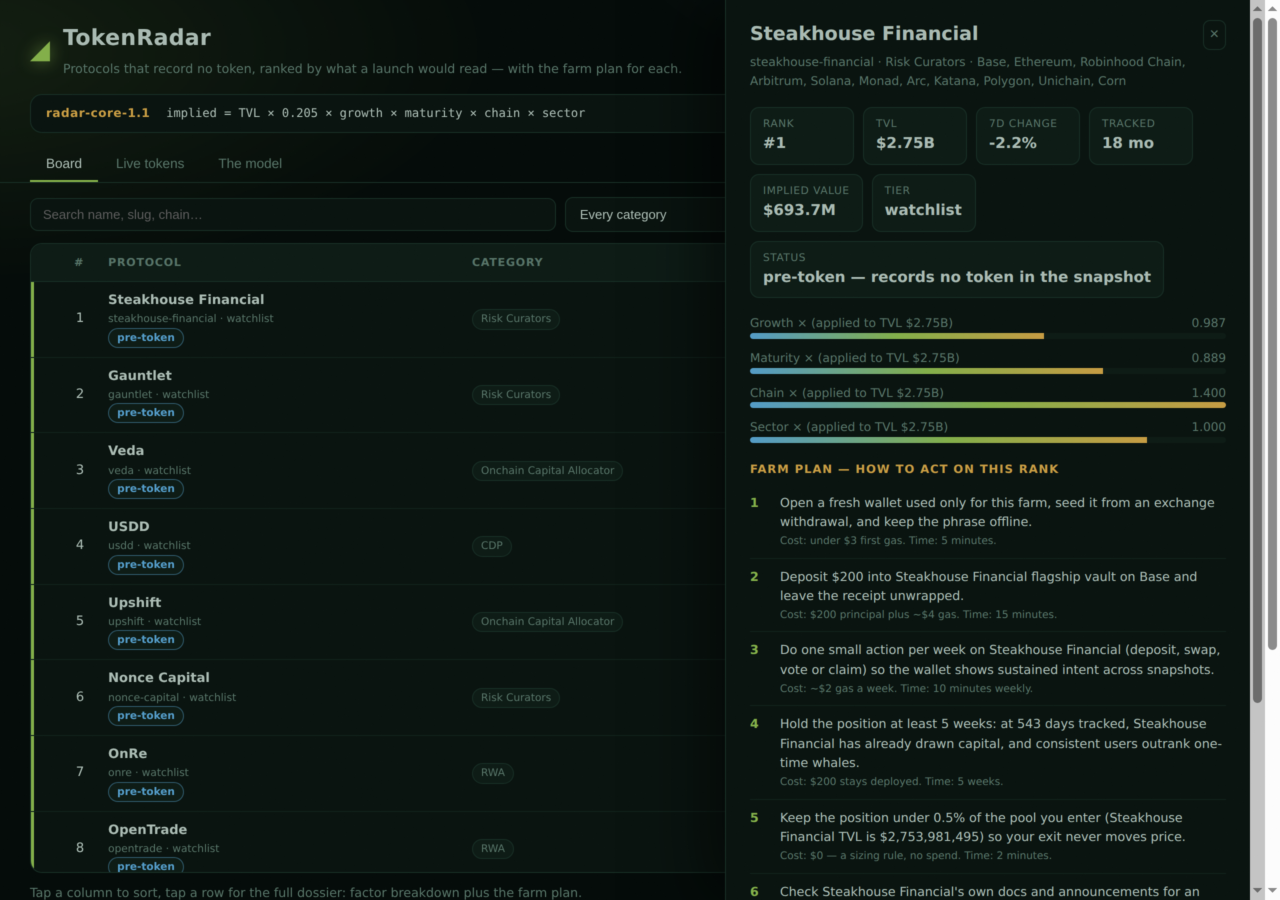 TokenRadar
Protocols that record no token, ranked by what a launch would read — with the farm plan for each.
radar-core-1.1 implied = TVL × 0.205 × growth × maturity × chain × sector
Board Live tokens The model
Search name, slug, chain…
Every category
# PROTOCOL CATEGORY
1 Steakhouse Financial
steakhouse-financial · watchlist
pre-token
Risk Curators
2 Gauntlet
gauntlet · watchlist
pre-token
Risk Curators
3 Veda
veda · watchlist
pre-token
Onchain Capital Allocator
4 USDD
usdd · watchlist
pre-token
CDP
5 Upshift
upshift · watchlist
pre-token
Onchain Capital Allocator
6 Nonce Capital
nonce-capital · watchlist
pre-token
Risk Curators
7 OnRe
onre · watchlist
pre-token
RWA
8 OpenTrade
opentrade · watchlist
pre-token
RWA
Tap a column to sort, tap a row for the full dossier: factor breakdown plus the farm plan.
Steakhouse Financial
×
steakhouse-financial · Risk Curators · Base, Ethereum, Robinhood Chain,
Arbitrum, Solana, Monad, Arc, Katana, Polygon, Unichain, Corn
RANK
#1
TVL
$2.75B
7D CHANGE
-2.2%
TRACKED
18 mo
IMPLIED VALUE
$693.7M
TIER
watchlist
STATUS
pre-token — records no token in the snapshot
Growth × (applied to TVL $2.75B) 0.987
Maturity × (applied to TVL $2.75B) 0.889
Chain × (applied to TVL $2.75B) 1.400
Sector × (applied to TVL $2.75B) 1.000
FARM PLAN — HOW TO ACT ON THIS RANK
1 Open a fresh wallet used only for this farm, seed it from an exchange
withdrawal, and keep the phrase offline.
Cost: under $3 first gas. Time: 5 minutes.
2 Deposit $200 into Steakhouse Financial flagship vault on Base and
leave the receipt unwrapped.
Cost: $200 principal plus ~$4 gas. Time: 15 minutes.
3 Do one small action per week on Steakhouse Financial (deposit, swap,
vote or claim) so the wallet shows sustained intent across snapshots.
Cost: ~$2 gas a week. Time: 10 minutes weekly.
4 Hold the position at least 5 weeks: at 543 days tracked, Steakhouse
Financial has already drawn capital, and consistent users outrank one-
time whales.
Cost: $200 stays deployed. Time: 5 weeks.
5 Keep the position under 0.5% of the pool you enter (Steakhouse
Financial TVL is $2,753,981,495) so your exit never moves price.
Cost: $0 — a sizing rule, no spend. Time: 2 minutes.
6 Check Steakhouse Financial's own docs and announcements for an